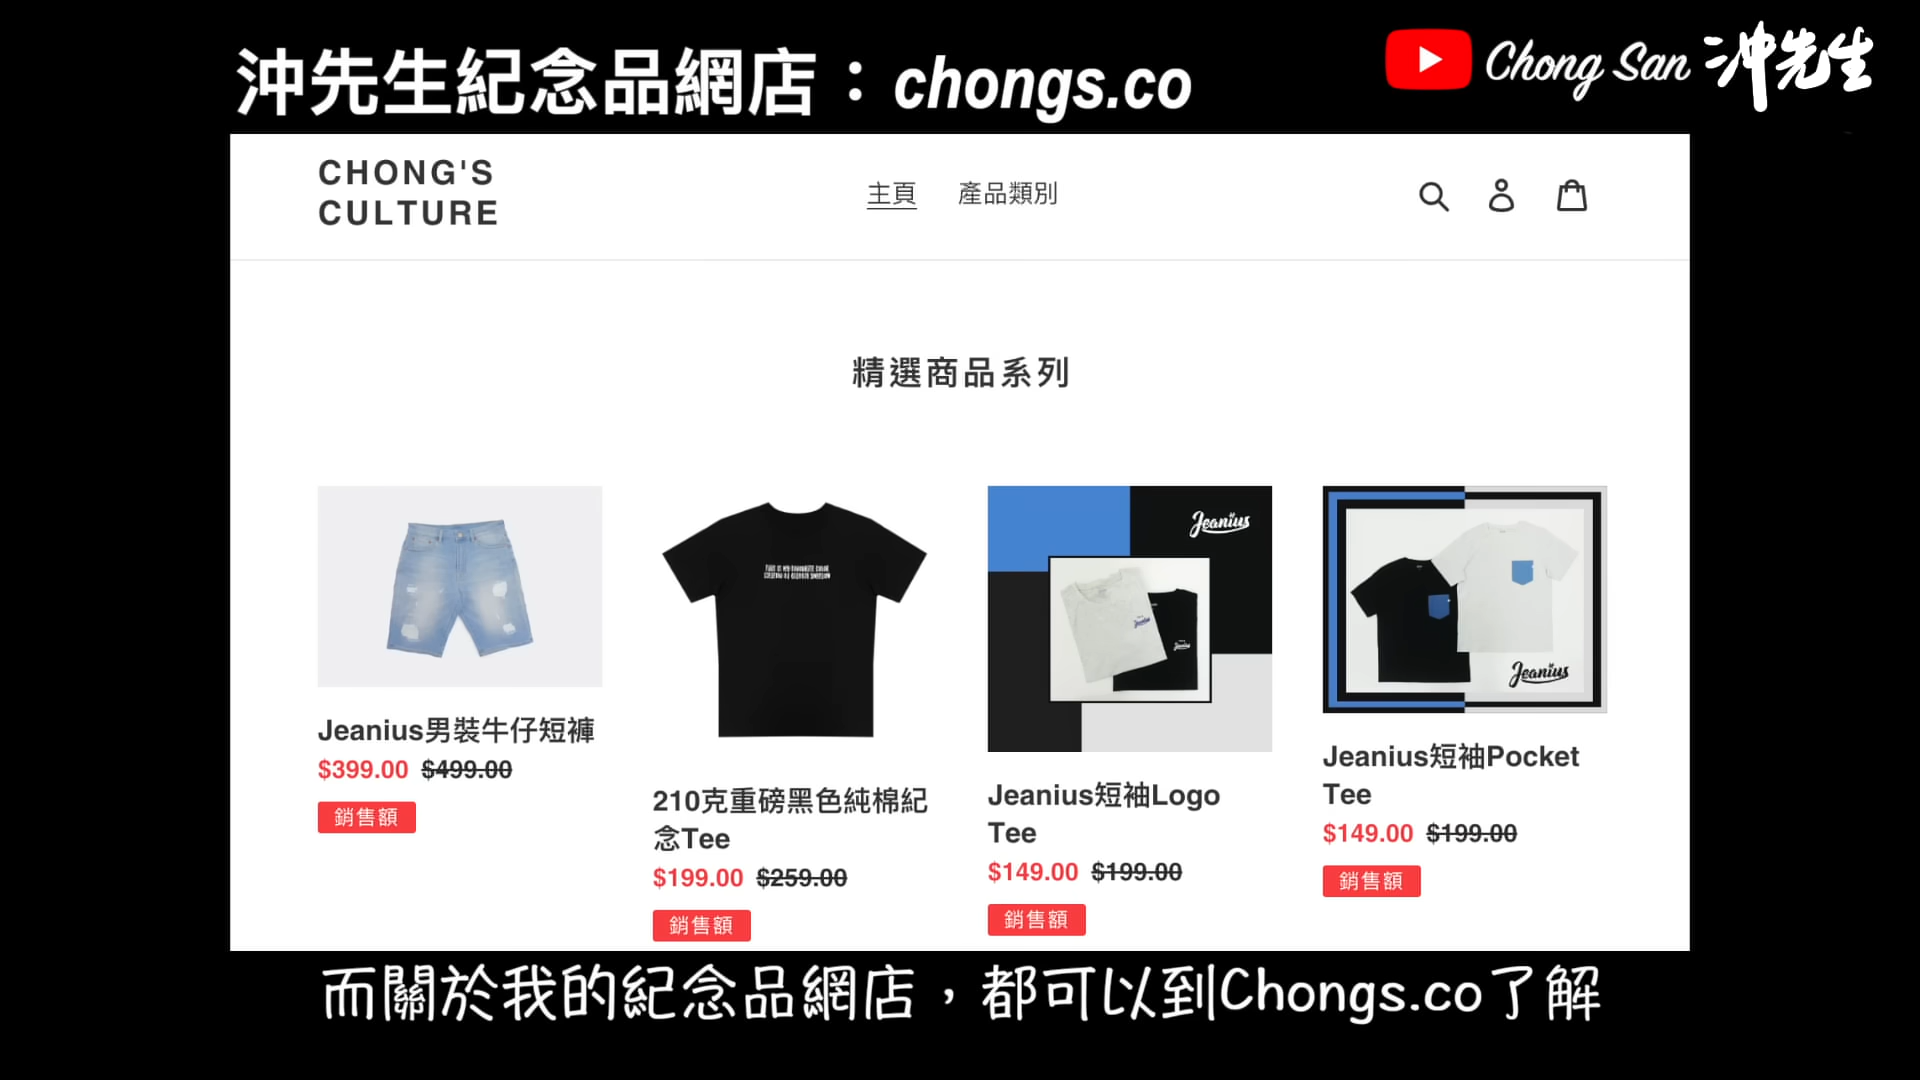 沖先生紀念品網店：chongs.co
Chong San 沖先生
CHONG'S
CULTURE
主頁
產品類別
精選商品系列
Jeanius
Jeanius
Jeanius
Jeanius
Jeanius男裝牛仔短褲
$399.00 $499.00
銷售額
210克重磅黑色純棉紀
念Tee
$199.00 $259.00
銷售額
Jeanius短袖Logo
Tee
$149.00 $199.00
銷售額
Jeanius短袖Pocket
Tee
$149.00 $199.00
銷售額
而關於我的紀念品網店，都可以到Chongs.co了解